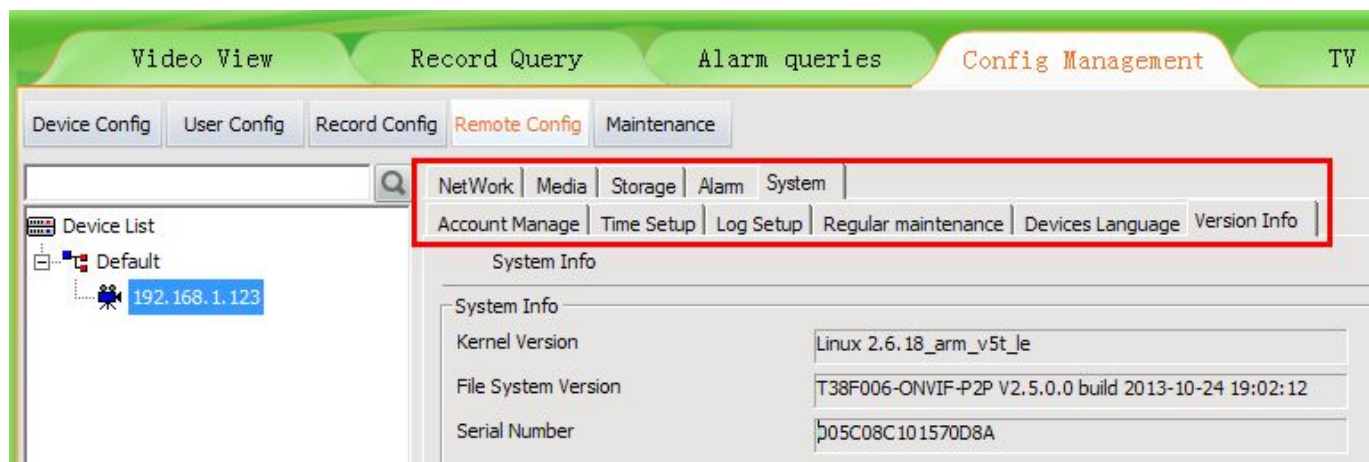 Video View Record Query Alarm queries Config Management TV
Device Config User Config Record Config Remote Config Maintenance
NetWork Media Storage Alarm System
Account Manage Time Setup Log Setup Regular maintenance Devices Language Version Info
Device List
System Info
Default
192.168.1.123
System Info
Kernel Version Linux 2.6.18_arm_v5t_le
File System Version T38F006-ONVIF-P2P V2.5.0.0 build 2013-10-24 19:02:12
Serial Number 005C08C101570D8A